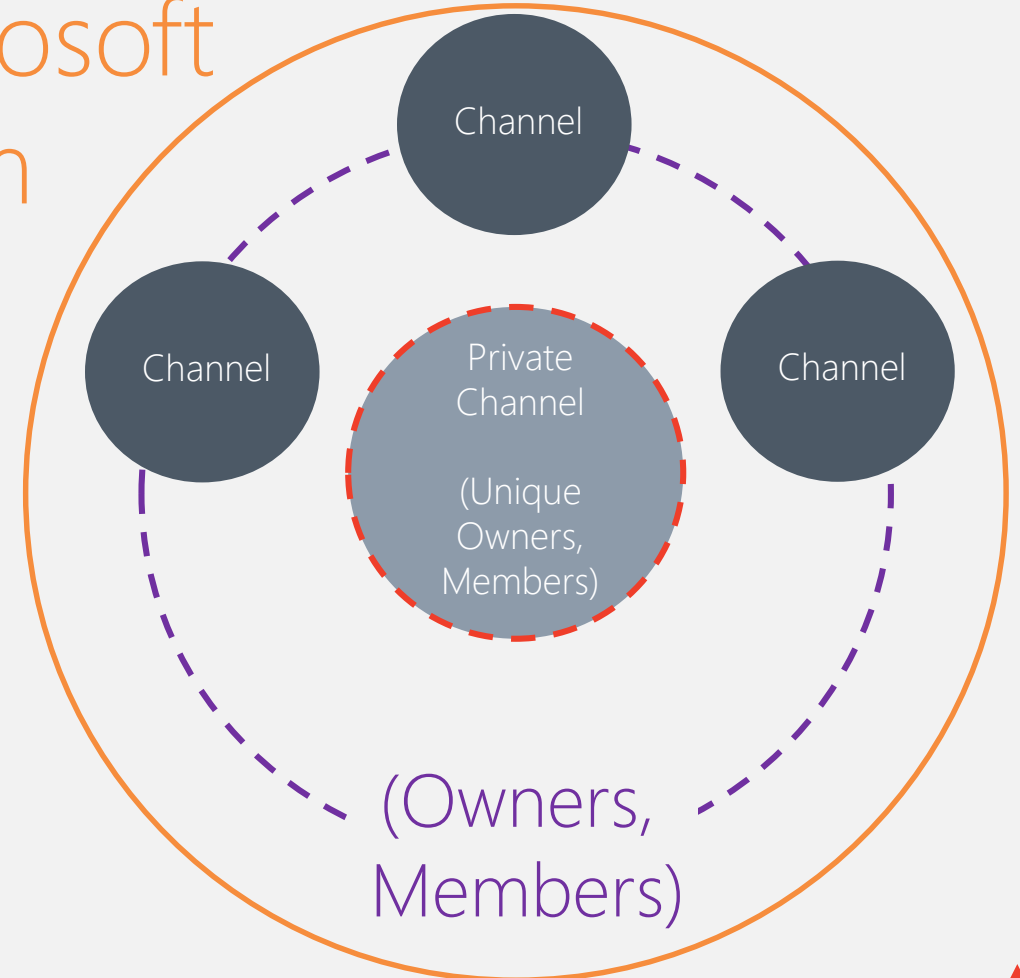 osoft
n
Channel
Channel
Channel
Private
Channel
(Unique
Owners,
Members)
(Owners,
Members)